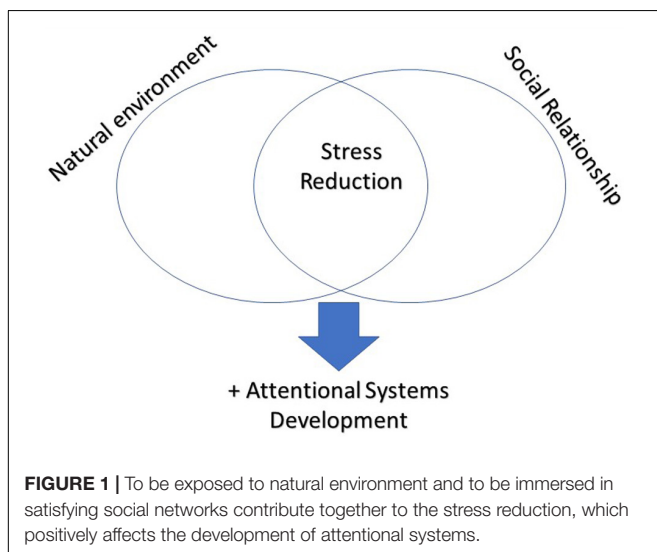 Natural environment
Social Relationship
Stress
Reduction
+ Attentional Systems
Development
FIGURE 1 | To be exposed to natural environment and to be immersed in
satisfying social networks contribute together to the stress reduction, which
positively affects the development of attentional systems.